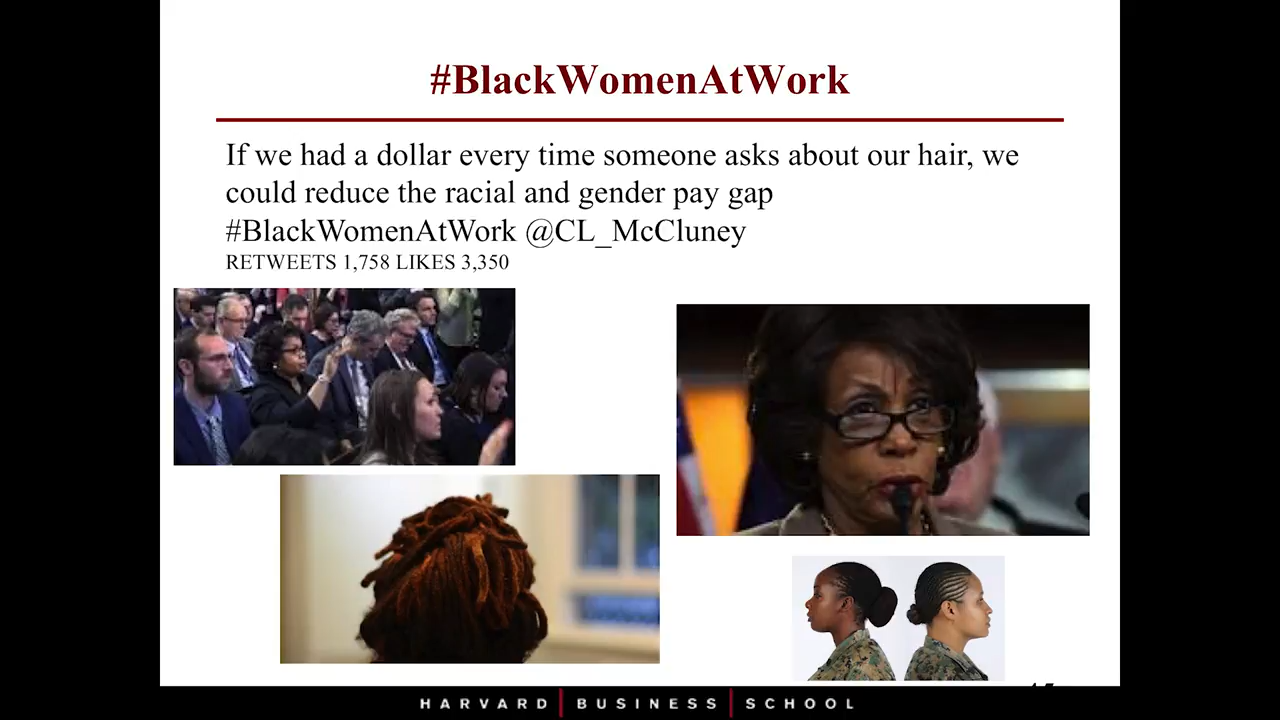 #BlackWomenAtWork
If we had a dollar every time someone asks about our hair, we
could reduce the racial and gender pay gap
#BlackWomenAtWork @CL_McCluney
RETWEETS 1,758 LIKES 3,350
HARVARD BUSINESS SCHOOL